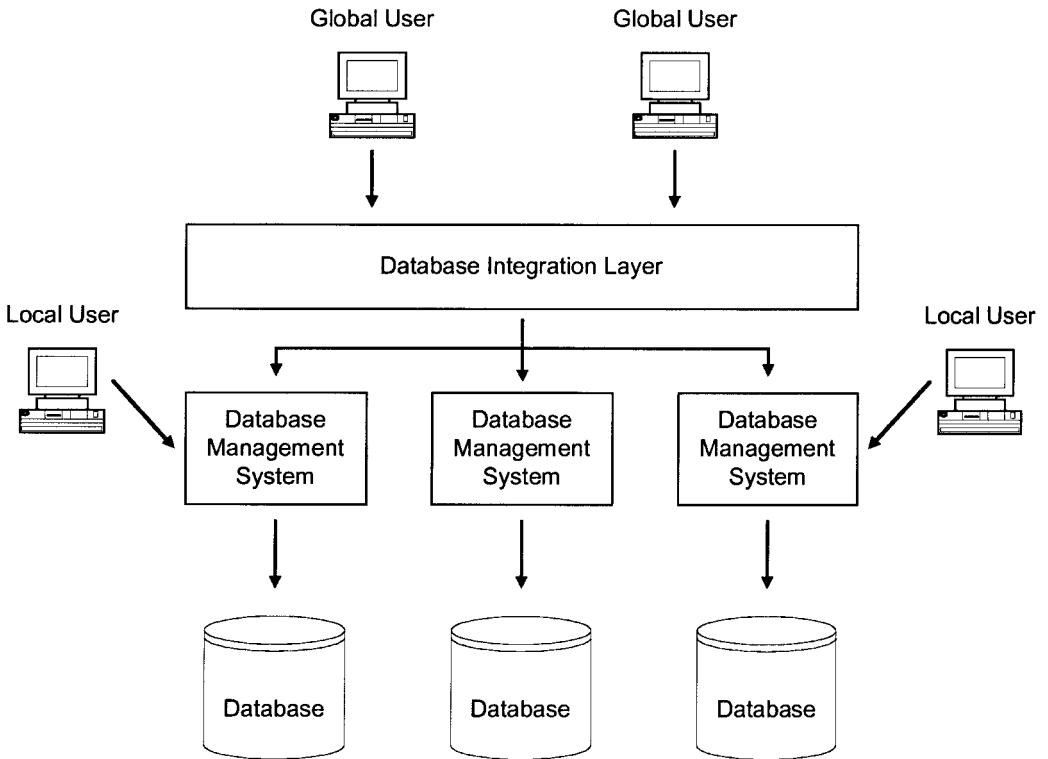 Global User
Global User
Database Integration Layer
Local User
Local User
Database
Management
System
Database
Management
System
Database
Management
System
Database
Database
Database